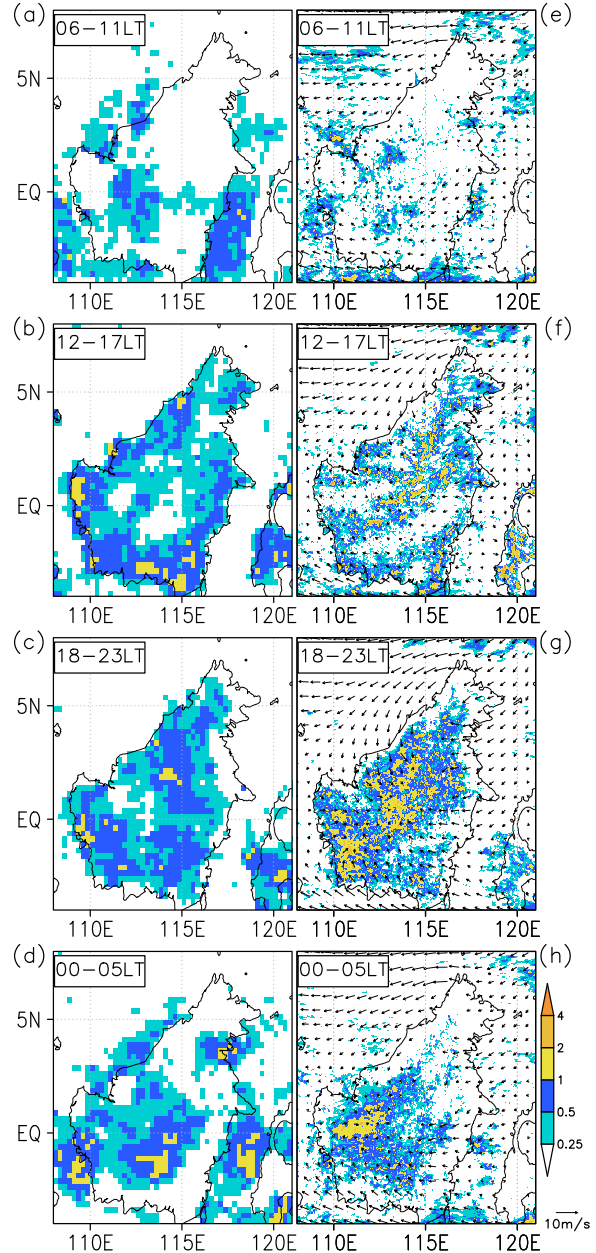 (a) 06-11LT 06-11LT (e)
5N
EQ
110E 115E 120E 110E 115E 120E
(b) 12-17LT 12-17LT (f)
5N
EQ
110E 115E 120E 110E 115E 120E
(c) 18-23LT 18-23LT (g)
5N
EQ
110E 115E 120E 110E 115E 120E
(d) 00-05LT 00-05LT (h)
5N
4
2
1
EQ
0.5
0.25
10m/s
110E 115E 120E 110E 115E 120E